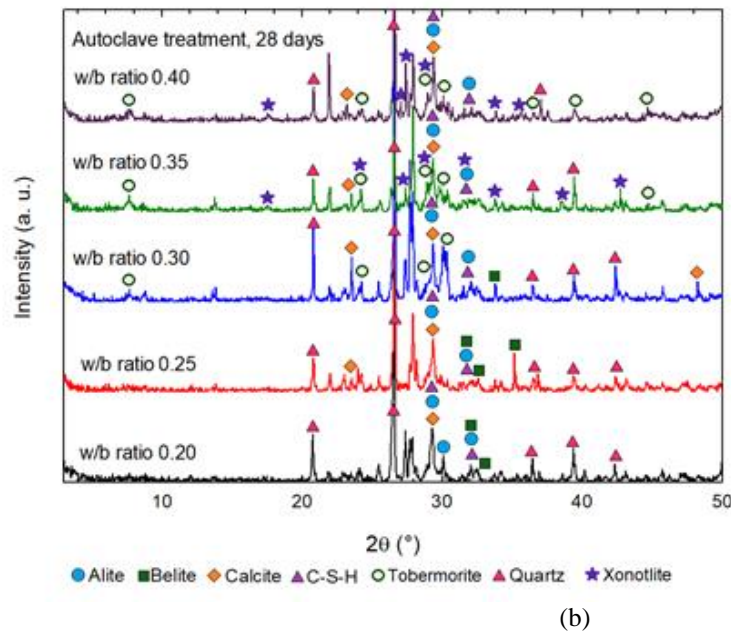 Autoclave treatment, 28 days
w/b ratio 0.40
w/b ratio 0.35
w/b ratio 0.30
w/b ratio 0.25
w/b ratio 0.20
Intensity (a. u.)
10 20 30 40 50
2θ (°)
Alite Belite Calcite C-S-H Tobermorite Quartz Xonotlite
(b)